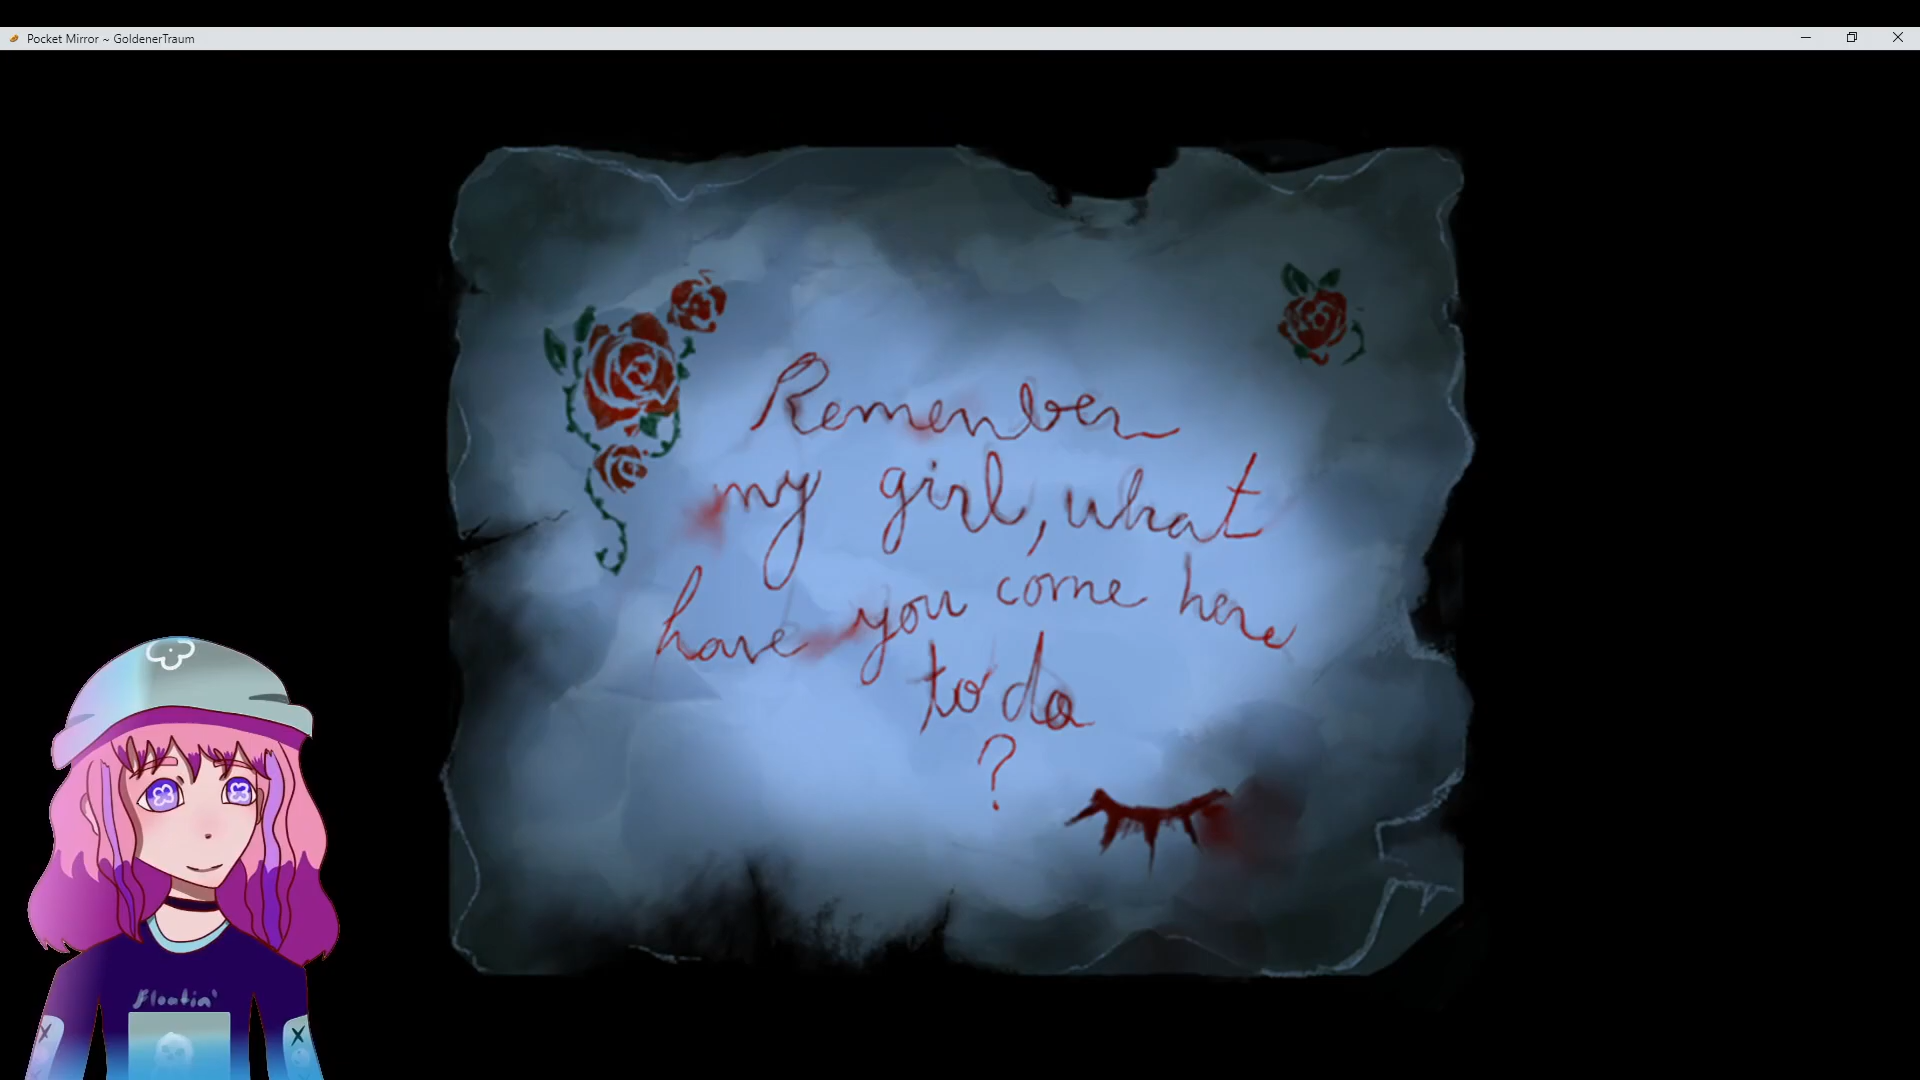 Pocket Mirror ~ GoldenerTraum
Remember
my girl, what
have you come here
to do
?
Floatin'